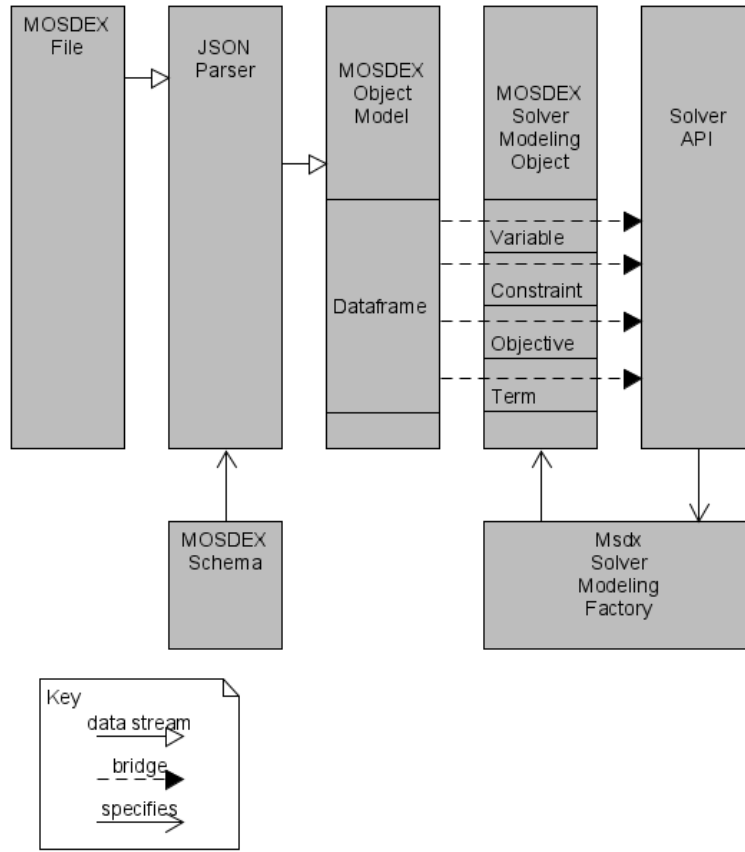 MOSDEX
File
JSON
Parser
MOSDEX
Object
Model
MOSDEX
Solver
Modeling
Object
Solver
API
Variable
Constraint
Dataframe
Objective
Term
MOSDEX
Schema
Msdx
Solver
Modeling
Factory
Key
data stream
bridge
specifies